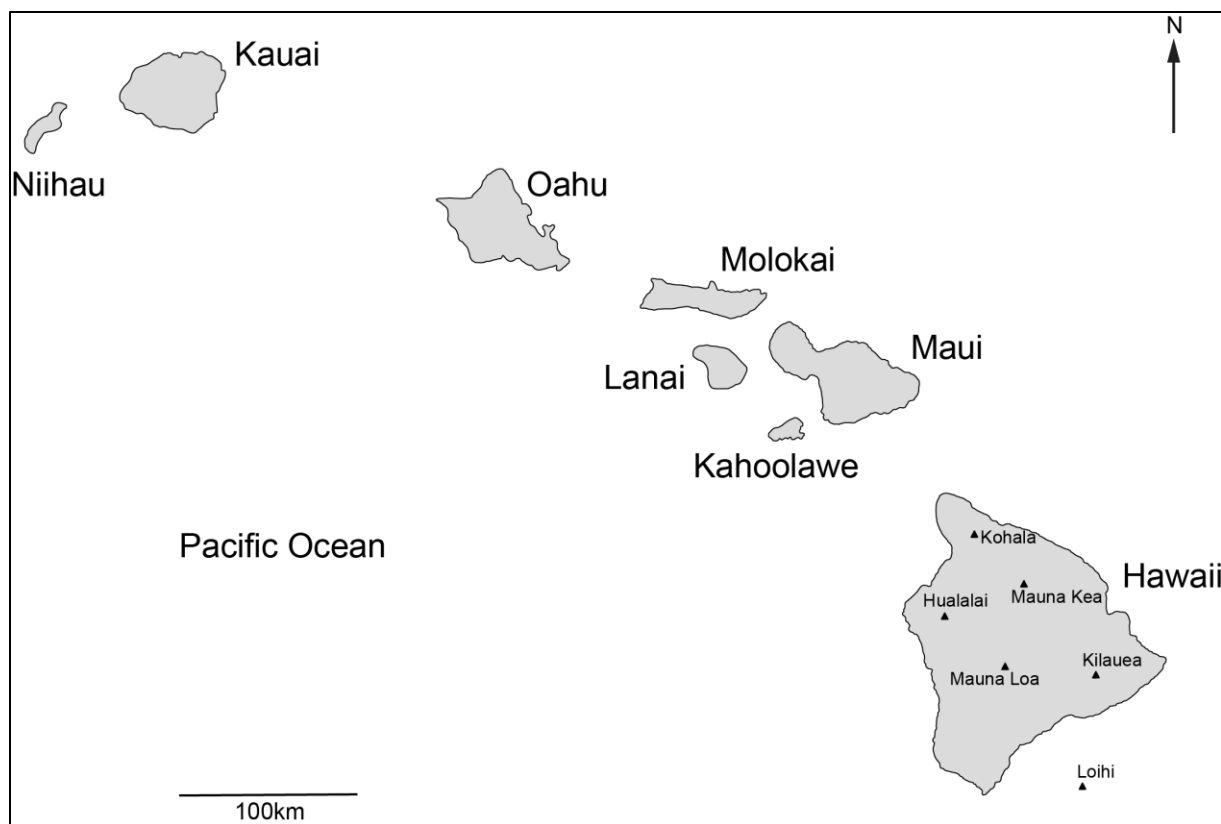 N
Kauai
Niihau
Oahu
Molokai
Maui
Lanai
Kahoolawe
Pacific Ocean
Kohala
Hawaii
Mauna Kea
Hualalai
Kilauea
Mauna Loa
Loihi
100km